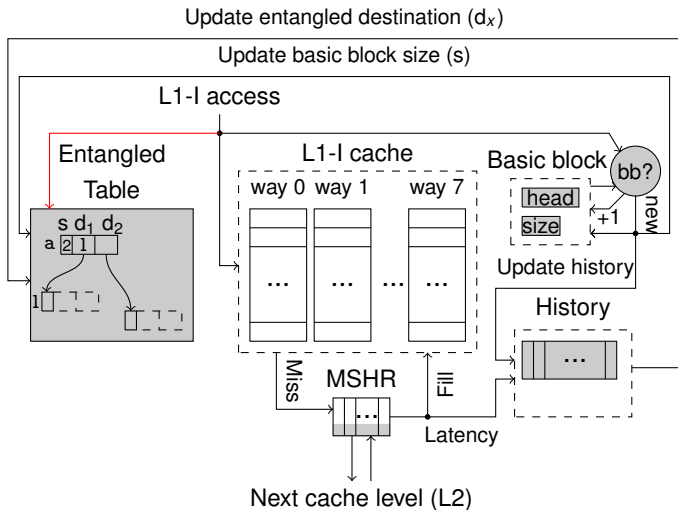 Update entangled destination (dₓ)
Update basic block size (s)
L1-I access
Entangled
Table
L1-I cache
way 0 way 1 way 7
... ... ...
Basic block
bb?
head
size
+1
new
s d₁ d₂
a 2 l
l
Update history
History
...
Miss
MSHR
...
Fill
Latency
Next cache level (L2)